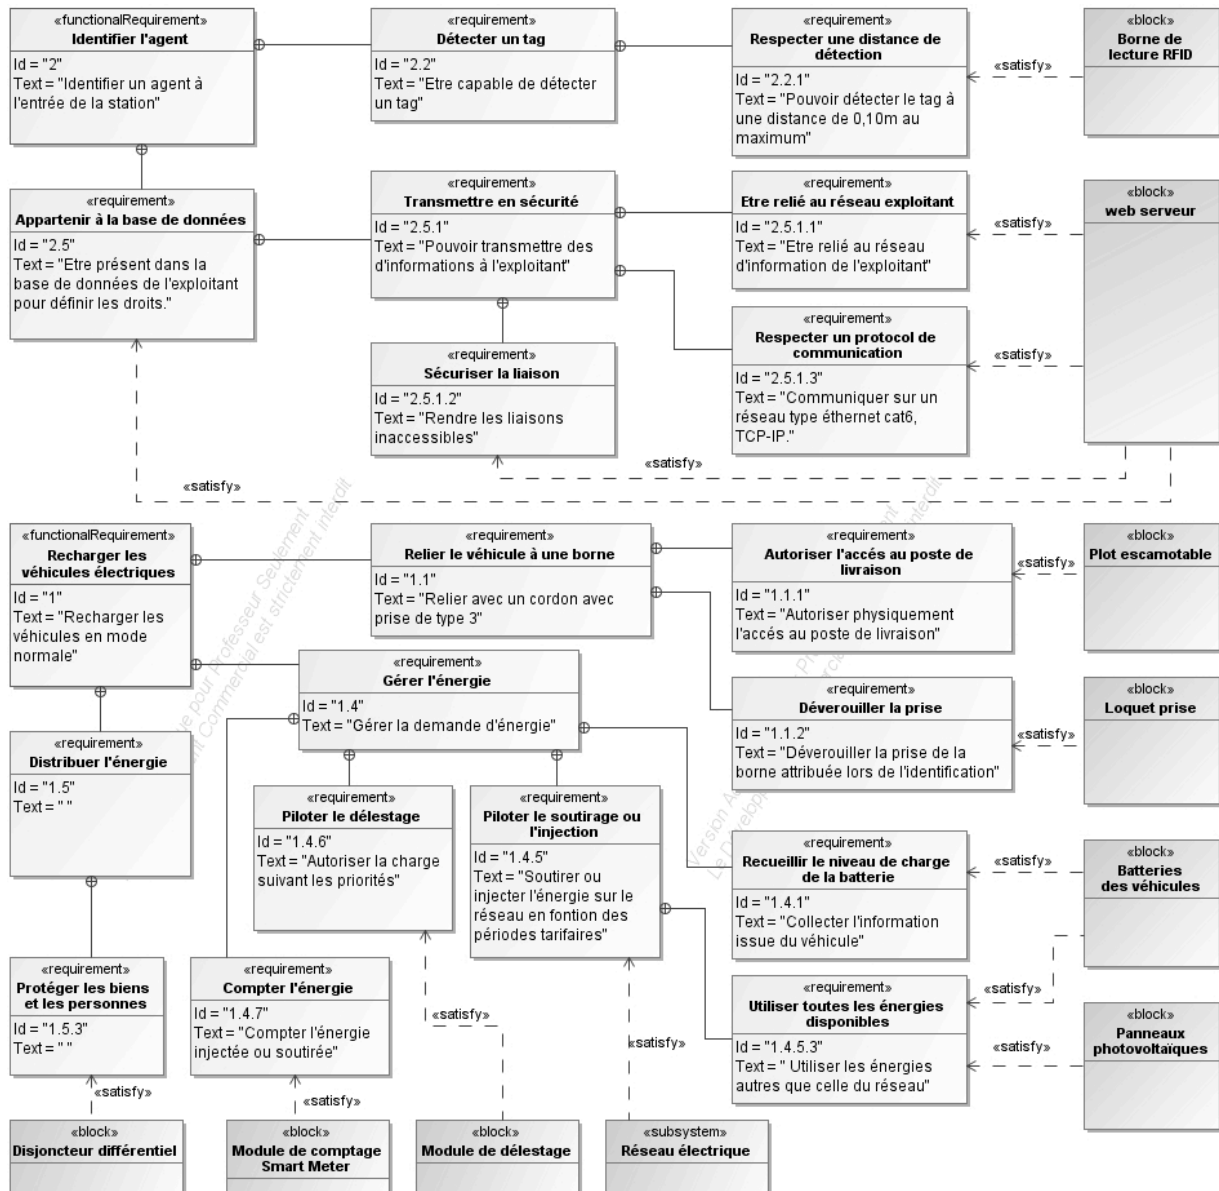 «functionalRequirement»
Identifier l'agent
Id = "2"
Text = "Identifier un agent à
l'entrée de la station"
«requirement»
Détecter un tag
Id = "2.2"
Text = "Etre capable de détecter
un tag"
«requirement»
Respecter une distance de
détection
Id = "2.2.1"
Text = "Pouvoir détecter le tag à
une distance de 0,10m au
maximum"
«satisfy»
«block»
Borne de
lecture RFID
«requirement»
Appartenir à la base de données
Id = "2.5"
Text = "Etre présent dans la
base de données de l'exploitant
pour définir les droits."
«requirement»
Transmettre en sécurité
Id = "2.5.1"
Text = "Pouvoir transmettre des
d'informations à l'exploitant"
«requirement»
Etre relié au réseau exploitant
Id = "2.5.1.1"
Text = "Etre relié au réseau
d'information de l'exploitant"
«satisfy»
«block»
web serveur
«requirement»
Sécuriser la liaison
Id = "2.5.1.2"
Text = "Rendre les liaisons
inaccessibles"
«requirement»
Respecter un protocol de
communication
Id = "2.5.1.3"
Text = "Communiquer sur un
réseau type éthernet cat6,
TCP-IP."
«satisfy»
«satisfy»
«satisfy»
«functionalRequirement»
Recharger les
véhicules électriques
Id = "1"
Text = "Recharger les
véhicules en mode
normale"
«requirement»
Relier le véhicule à une borne
Id = "1.1"
Text = "Relier avec un cordon avec
prise de type 3"
«requirement»
Autoriser l'accés au poste de
livraison
Id = "1.1.1"
Text = "Autoriser physiquement
l'accés au poste de livraison"
«satisfy»
«block»
Plot escamotable
«requirement»
Gérer l'énergie
Id = "1.4"
Text = "Gérer la demande d'énergie"
«requirement»
Déverouiller la prise
Id = "1.1.2"
Text = "Déverouiller la prise de la
borne attribuée lors de l'identification"
«satisfy»
«block»
Loquet prise
«requirement»
Distribuer l'énergie
Id = "1.5"
Text = " "
«requirement»
Piloter le délestage
Id = "1.4.6"
Text = "Autoriser la charge
suivant les priorités"
«requirement»
Piloter le soutirage ou
l'injection
Id = "1.4.5"
Text = "Soutirer ou
injecter l'énergie sur le
réseau en fontion des
périodes tarifaires"
«requirement»
Recueillir le niveau de charge
de la batterie
Id = "1.4.1"
Text = "Collecter l'information
issue du véhicule"
«satisfy»
«block»
Batteries
des véhicules
«requirement»
Protéger les biens
et les personnes
Id = "1.5.3"
Text = " "
«requirement»
Compter l'énergie
Id = "1.4.7"
Text = "Compter l'énergie
injectée ou soutirée"
«satisfy»
«satisfy»
«requirement»
Utiliser toutes les énergies
disponibles
Id = "1.4.5.3"
Text = " Utiliser les énergies
autres que celle du réseau"
«satisfy»
«satisfy»
«block»
Panneaux
photovoltaïques
«satisfy»
«satisfy»
«block»
Disjoncteur différentiel
«block»
Module de comptage
Smart Meter
«block»
Module de délestage
«subsystem»
Réseau électrique